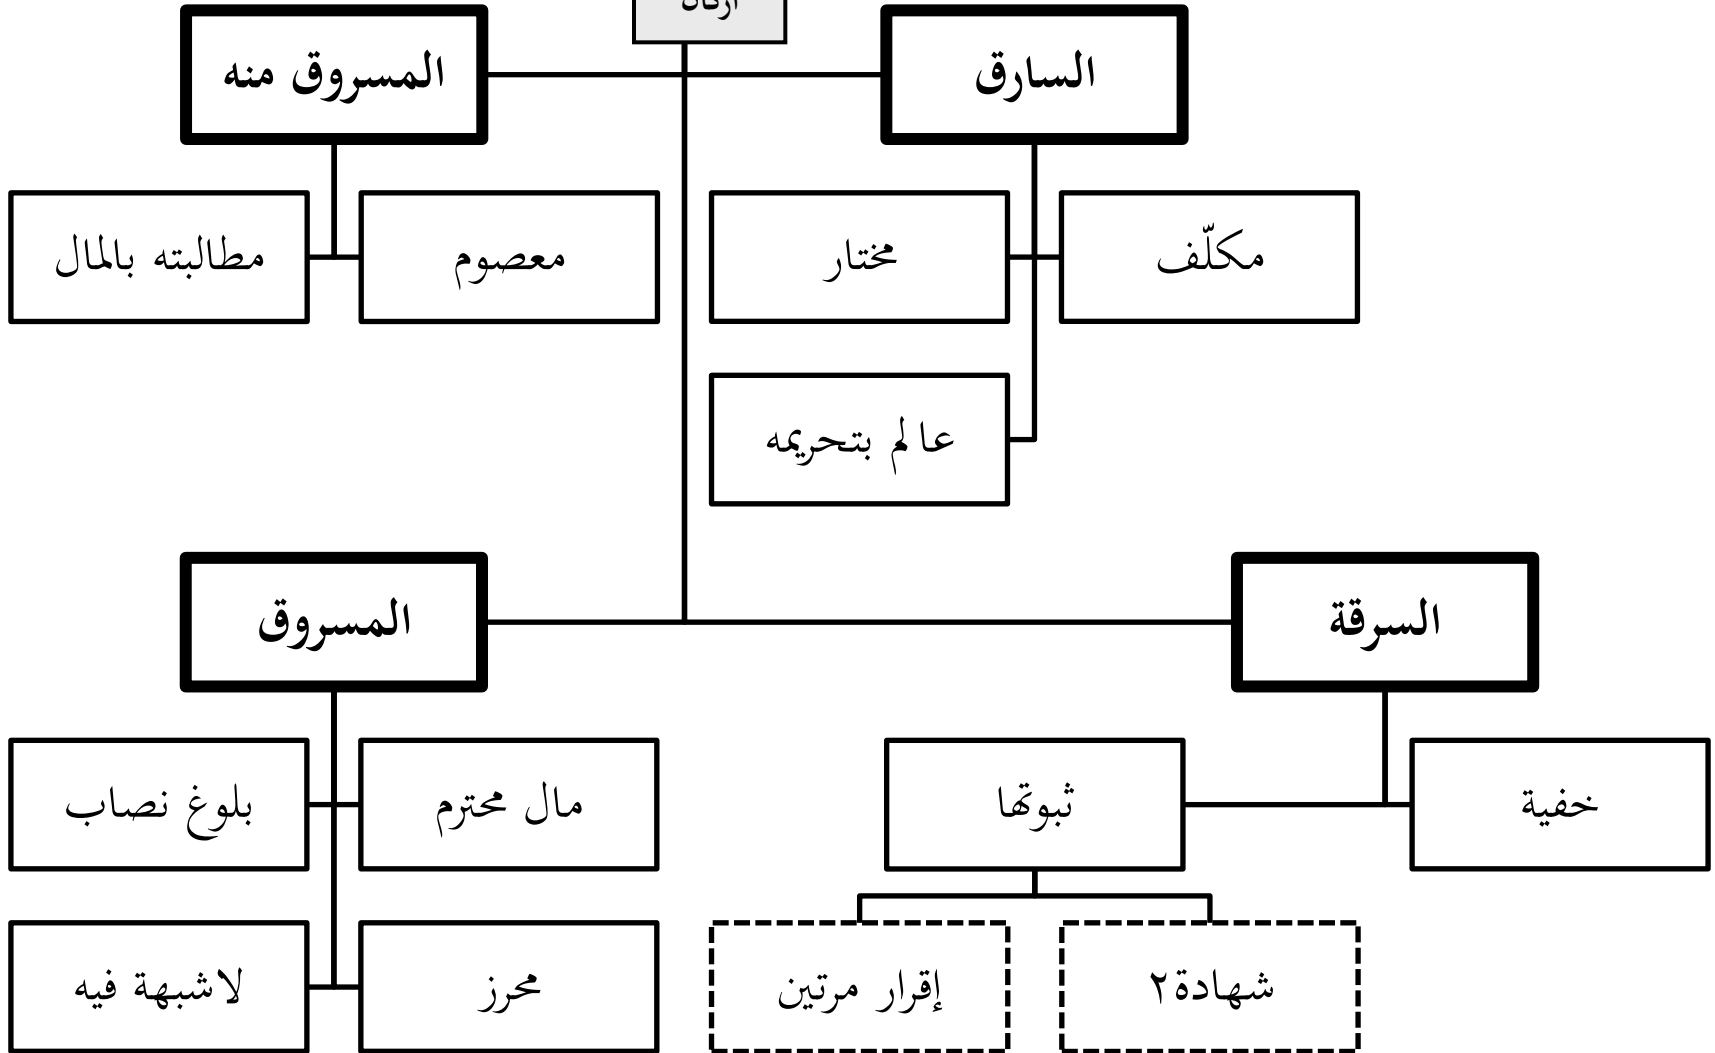 أركان
السارق
المسروق منه
مكلّف
مختار
معصوم
مطالبته بالمال
عالم بتحريمه
السرقة
المسروق
خفية
ثبوتها
مال محترم
بلوغ نصاب
شهادة٢
إقرار مرتين
محرز
لاشبهة فيه